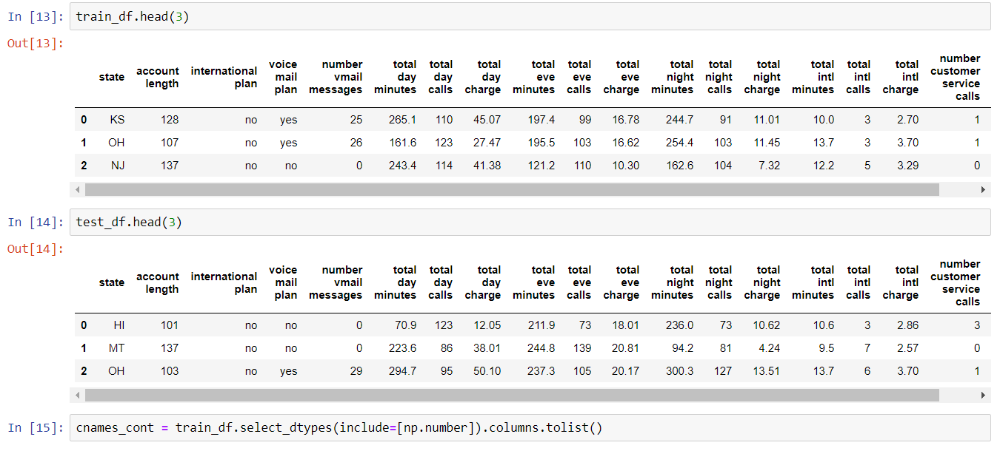 In [13]: train_df.head(3)
Out[13]:
state account length international plan voice mail plan number vmail messages total day minutes total day calls total day charge total eve minutes total eve calls total eve charge total night minutes total night calls total night charge total intl minutes total intl calls total intl charge number customer service calls
0 KS 128 no yes 25 265.1 110 45.07 197.4 99 16.78 244.7 91 11.01 10.0 3 2.70 1
1 OH 107 no yes 26 161.6 123 27.47 195.5 103 16.62 254.4 103 11.45 13.7 3 3.70 1
2 NJ 137 no no 0 243.4 114 41.38 121.2 110 10.30 162.6 104 7.32 12.2 5 3.29 0
In [14]: test_df.head(3)
Out[14]:
state account length international plan voice mail plan number vmail messages total day minutes total day calls total day charge total eve minutes total eve calls total eve charge total night minutes total night calls total night charge total intl minutes total intl calls total intl charge number customer service calls
0 HI 101 no no 0 70.9 123 12.05 211.9 73 18.01 236.0 73 10.62 10.6 3 2.86 3
1 MT 137 no no 0 223.6 86 38.01 244.8 139 20.81 94.2 81 4.24 9.5 7 2.57 0
2 OH 103 no yes 29 294.7 95 50.10 237.3 105 20.17 300.3 127 13.51 13.7 6 3.70 1
In [15]: cnames_cont = train_df.select_dtypes(include=[np.number]).columns.tolist()